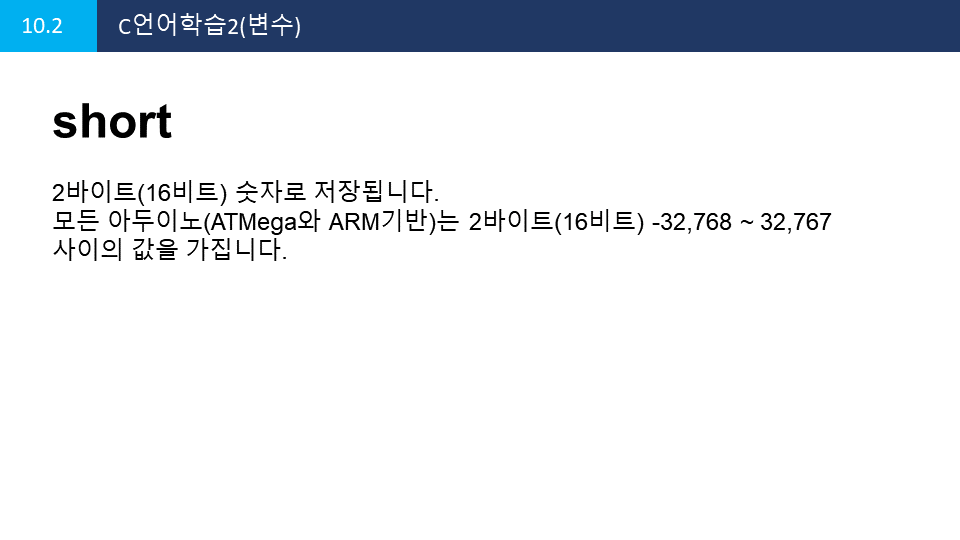 10.2
C언어학습2(변수)
short
2바이트(16비트) 숫자로 저장됩니다.
모든 아두이노(ATMega와 ARM기반)는 2바이트(16비트) -32,768 ~ 32,767
사이의 값을 가집니다.